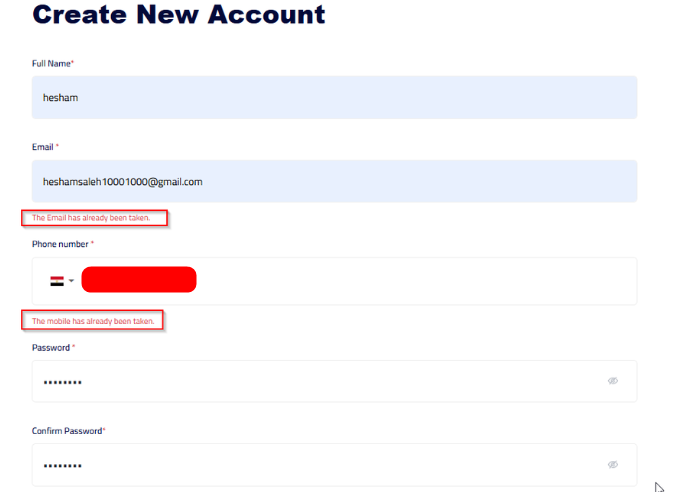 Create New Account
Full Name*
hesham
Email *
heshamsaleh10001000@gmail.com
The Email has already been taken.
Phone number *
The mobile has already been taken.
Password *
••••••••
Confirm Password*
••••••••